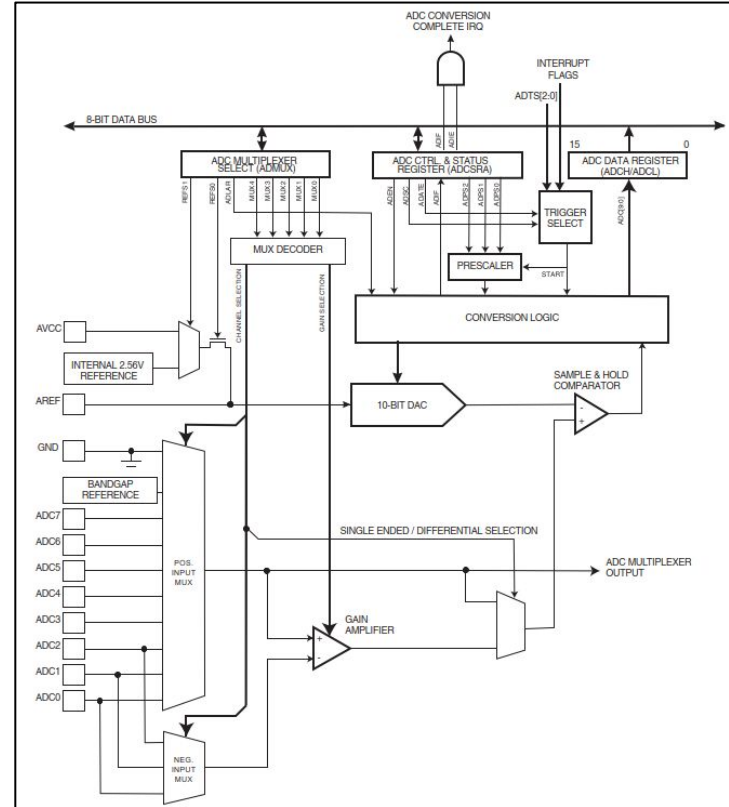 ADC CONVERSION
COMPLETE IRQ
INTERRUPT
FLAGS
ADTS[2:0]
8-BIT DATA BUS
ADIF
ADIE
15
0
ADC MULTIPLEXER
SELECT (ADMUX)
ADC CTRL. & STATUS
REGISTER (ADCSRA)
ADC DATA REGISTER
(ADCH/ADCL)
REFS1
REFS0
ADLAR
MUX4
MUX3
MUX2
MUX1
MUX0
ADEN
ADSC
ADATE
ADIF
ADPS2
ADPS1
ADPS0
ADC[9:0]
TRIGGER
SELECT
MUX DECODER
PRESCALER
START
CHANNEL SELECTION
GAIN SELECTION
CONVERSION LOGIC
AVCC
INTERNAL 2.56V
REFERENCE
SAMPLE & HOLD
COMPARATOR
AREF
10-BIT DAC
-
+
GND
BANDGAP
REFERENCE
ADC7
ADC6
ADC5
ADC4
ADC3
ADC2
ADC1
ADC0
POS.
INPUT
MUX
SINGLE ENDED / DIFFERENTIAL SELECTION
ADC MULTIPLEXER
OUTPUT
GAIN
AMPLIFIER
+
-
NEG.
INPUT
MUX